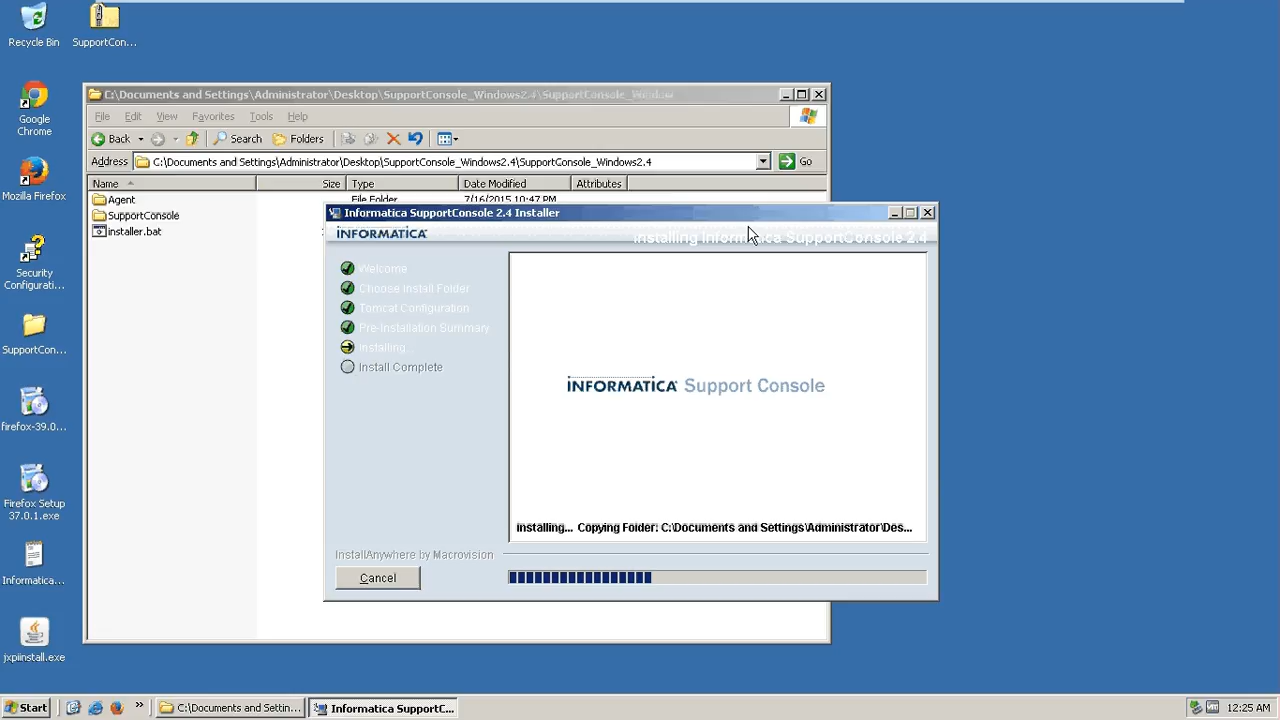 Recycle Bin
SupportCon...
Google
Chrome
Mozilla Firefox
Security
Configurati...
SupportCon...
firefox-39.0...
Firefox Setup
37.0.1.exe
Informatica...
jxpiinstall.exe
C:\Documents and Settings\Administrator\Desktop\SupportConsole_Windows2.4\SupportConsole_Window
File Edit View Favorites Tools Help
Back Search Folders
Address C:\Documents and Settings\Administrator\Desktop\SupportConsole_Windows2.4\SupportConsole_Windows2.4 Go
Name Size Type Date Modified Attributes
Agent File Folder 7/16/2015 10:47 PM
SupportConsole
installer.bat
Informatica SupportConsole 2.4 Installer
INFORMATICA
Installing Informatica SupportConsole 2.4
Welcome
Choose Install Folder
Tomcat Configuration
Pre-Installation Summary
Installing...
Install Complete
INFORMATICA Support Console
Installing... Copying Folder: C:\Documents and Settings\Administrator\Des...
InstallAnywhere by Macrovision
Cancel
Start
»
C:\Documents and Settin...
Informatica SupportC...
12:25 AM